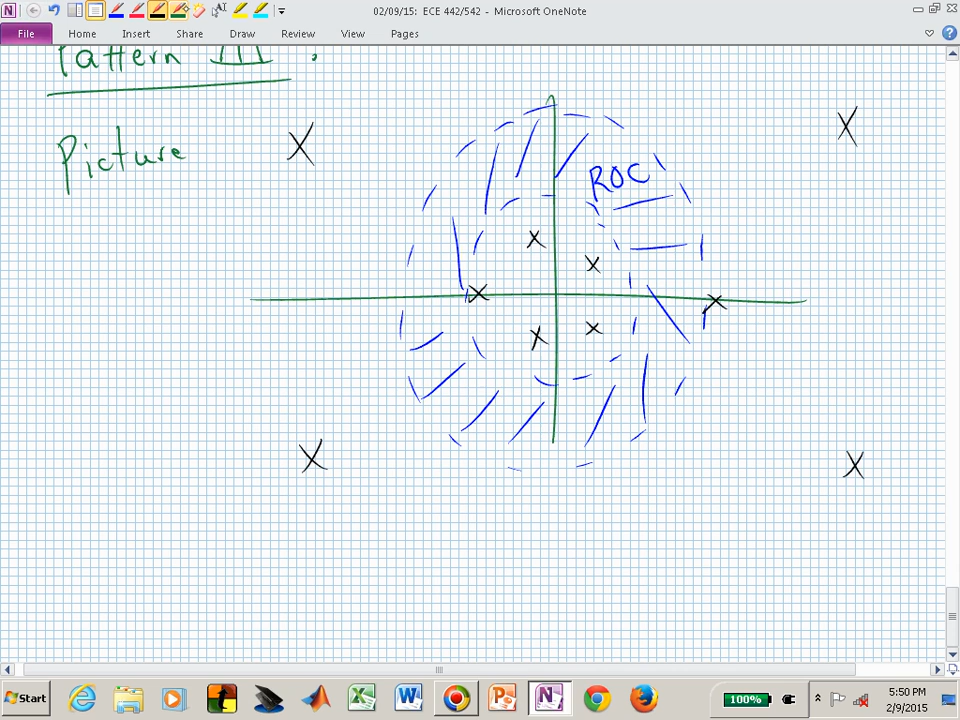 02/09/15: ECE 442/542 - Microsoft OneNote
File Home Insert Share Draw Review View Pages
Pattern III :
Picture
X X
ROC
x x
x x
x x
X X
Start
100%
5:50 PM
2/9/2015